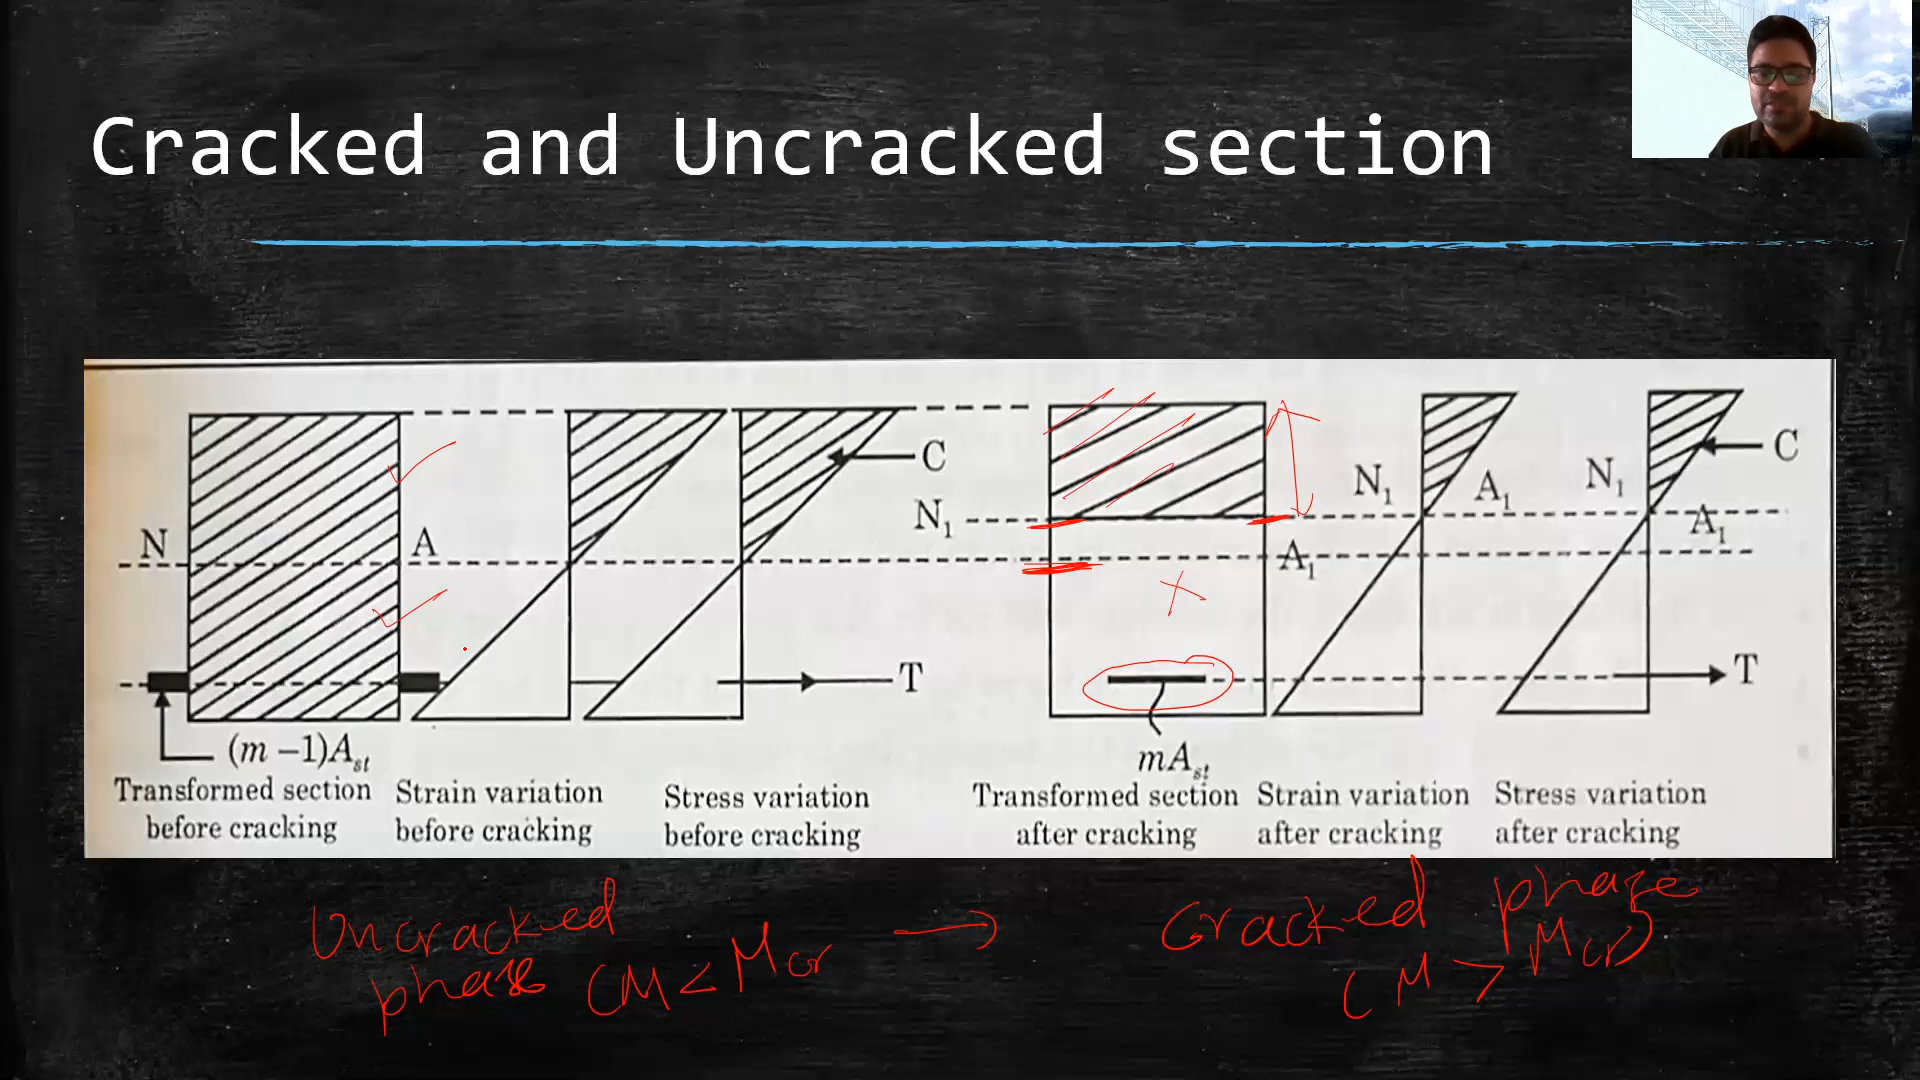 Cracked and Uncracked section
N A C N₁ A₁ N₁ A₁ N₁ A₁ C
T T
(m –1)Aₛₜ mAₛₜ
Transformed section before cracking
Strain variation before cracking
Stress variation before cracking
Transformed section after cracking
Strain variation after cracking
Stress variation after cracking
Uncracked phase (M < Mcr) → Cracked phase
(M > Mcr)